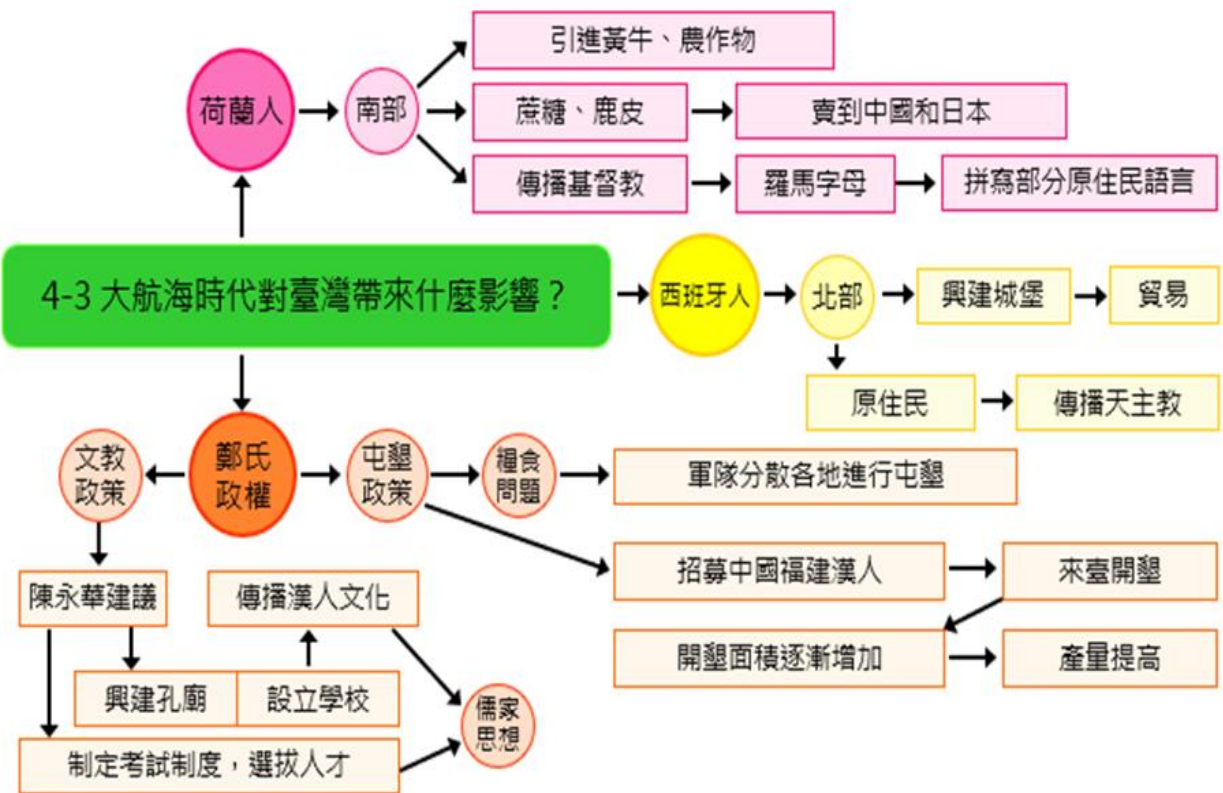 引進黃牛、農作物
荷蘭人
南部
蔗糖、鹿皮
賣到中國和日本
傳播基督教
羅馬字母
拼寫部分原住民語言
4-3 大航海時代對臺灣帶來什麼影響？
西班牙人
北部
興建城堡
貿易
原住民
傳播天主教
文教
政策
鄭氏
政權
屯墾
政策
糧食
問題
軍隊分散各地進行屯墾
招募中國福建漢人
來臺開墾
開墾面積逐漸增加
產量提高
陳永華建議
傳播漢人文化
興建孔廟
設立學校
儒家
思想
制定考試制度，選拔人才